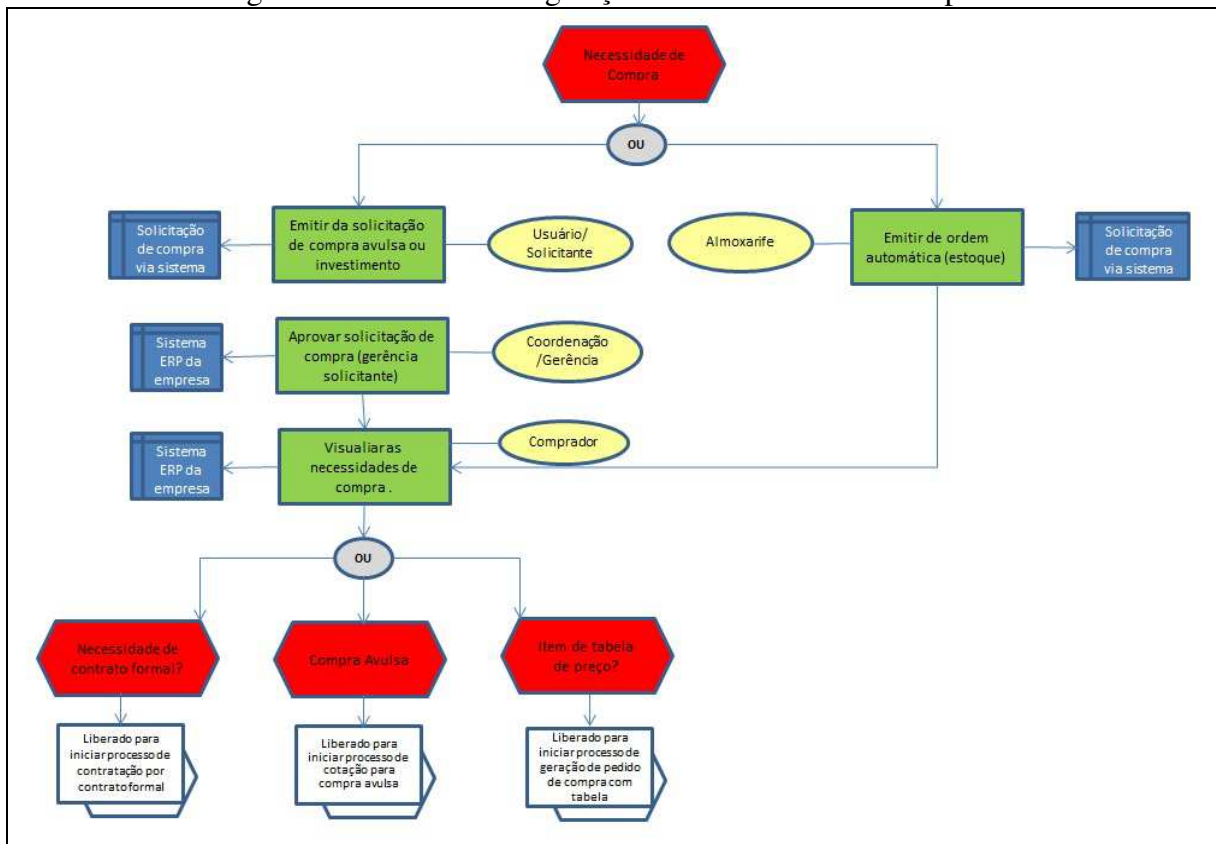 Necessidade de
Compra
OU
Solicitação
de compra
via sistema
Emitir da solicitação
de compra avulsa ou
investimento
Usuário/
Solicitante
Almoxarife
Emitir de ordem
automática (estoque)
Solicitação
de compra
via sistema
Sistema
ERP da
empresa
Aprovar solicitação de
compra (gerência
solicitante)
Coordenação
/Gerência
Sistema
ERP da
empresa
Visualiar as
necessidades de
compra .
Comprador
OU
Necessidade de
contrato formal?
Compra Avulsa
Item de tabela
de preço?
Liberado para
iniciar processo de
contratação por
contrato formal
Liberado para
iniciar processo de
cotação para
compra avulsa
Liberado para
iniciar processo de
geração de pedido
de compra com
tabela